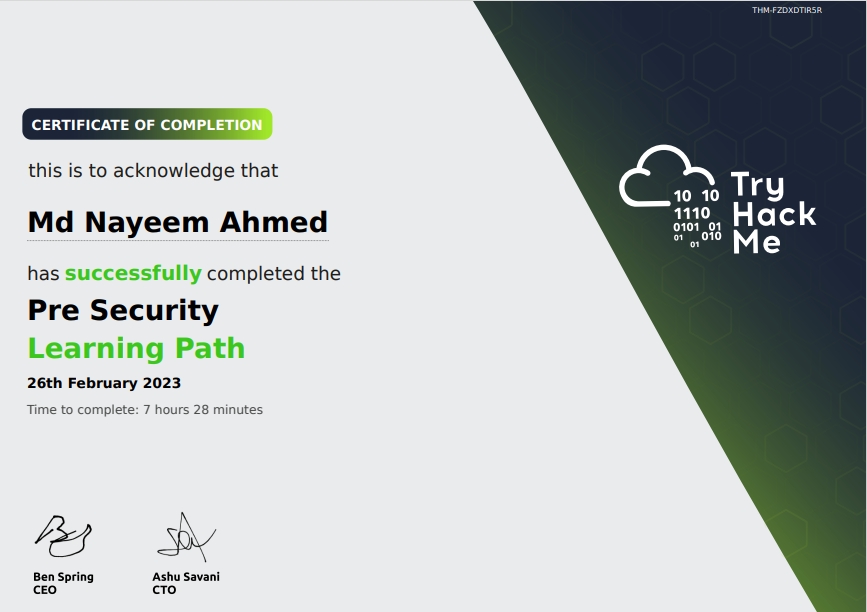 THM-FZDXDTIR5R
CERTIFICATE OF COMPLETION
this is to acknowledge that
Md Nayeem Ahmed
has successfully completed the
Pre Security
Learning Path
26th February 2023
Time to complete: 7 hours 28 minutes
10 10
1110
0101 01
01 010
01
Try
Hack
Me
Ben Spring
CEO
Ashu Savani
CTO